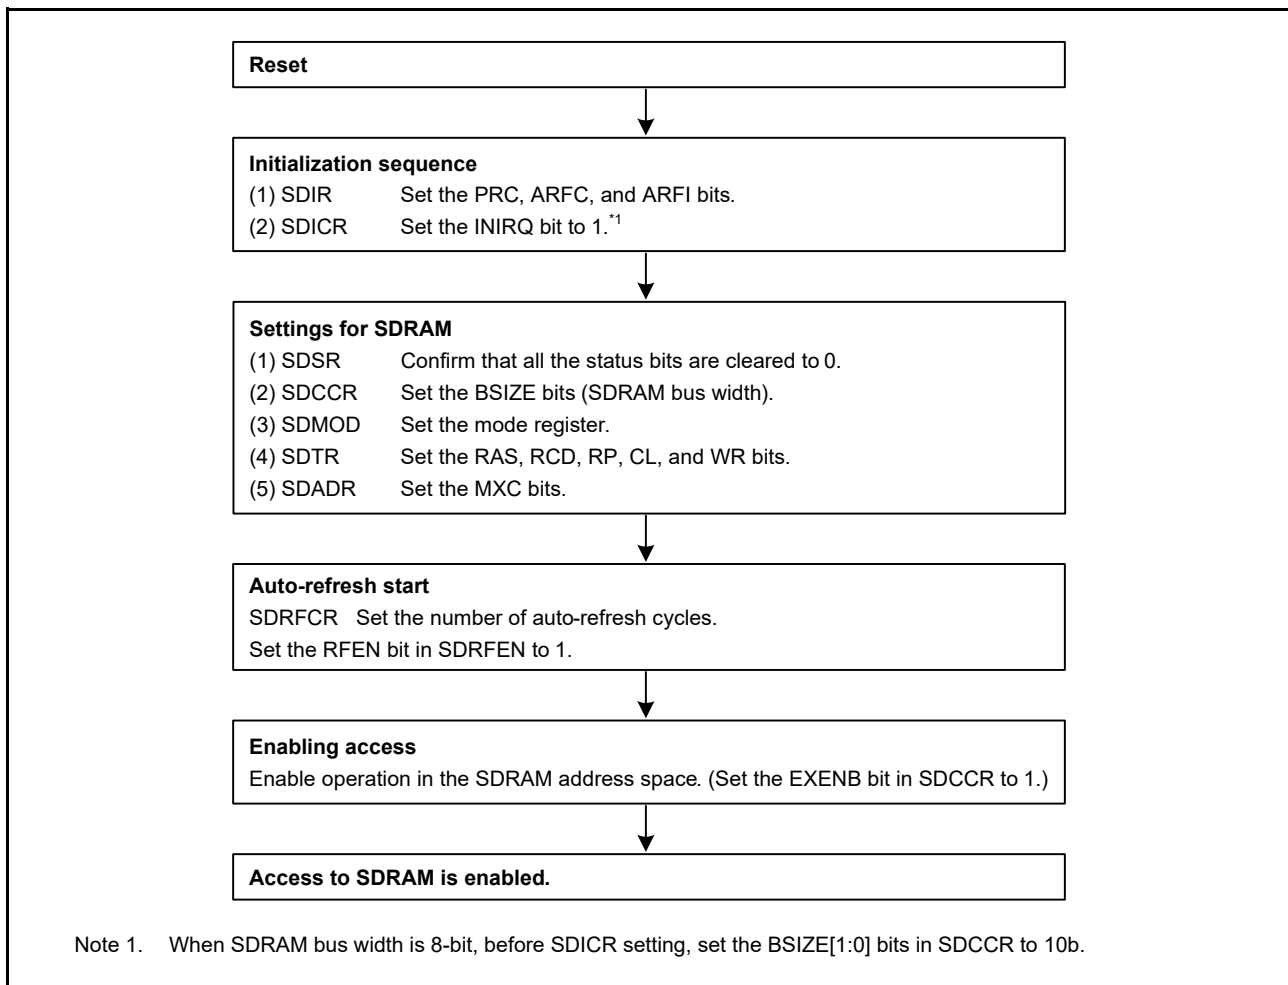 Reset
Initialization sequence
(1) SDIR Set the PRC, ARFC, and ARFI bits.
(2) SDICR Set the INIRQ bit to 1.*1
Settings for SDRAM
(1) SDSR Confirm that all the status bits are cleared to 0.
(2) SDCCR Set the BSIZE bits (SDRAM bus width).
(3) SDMOD Set the mode register.
(4) SDTR Set the RAS, RCD, RP, CL, and WR bits.
(5) SDADR Set the MXC bits.
Auto-refresh start
SDRFCR Set the number of auto-refresh cycles.
Set the RFEN bit in SDRFEN to 1.
Enabling access
Enable operation in the SDRAM address space. (Set the EXENB bit in SDCCR to 1.)
Access to SDRAM is enabled.
Note 1. When SDRAM bus width is 8-bit, before SDICR setting, set the BSIZE[1:0] bits in SDCCR to 10b.